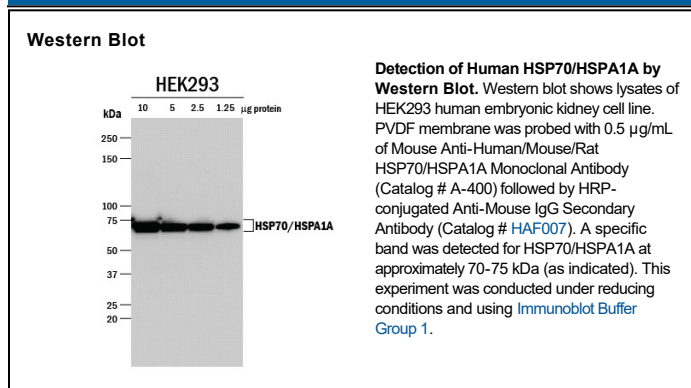 Western Blot
HEK293
10 5 2.5 1.25 µg protein
kDa
250
150
100
75
HSP70/HSPA1A
50
37
25
20
Detection of Human HSP70/HSPA1A by
Western Blot. Western blot shows lysates of
HEK293 human embryonic kidney cell line.
PVDF membrane was probed with 0.5 µg/mL
of Mouse Anti-Human/Mouse/Rat
HSP70/HSPA1A Monoclonal Antibody
(Catalog # A-400) followed by HRP-
conjugated Anti-Mouse IgG Secondary
Antibody (Catalog # HAF007). A specific
band was detected for HSP70/HSPA1A at
approximately 70-75 kDa (as indicated). This
experiment was conducted under reducing
conditions and using Immunoblot Buffer
Group 1.